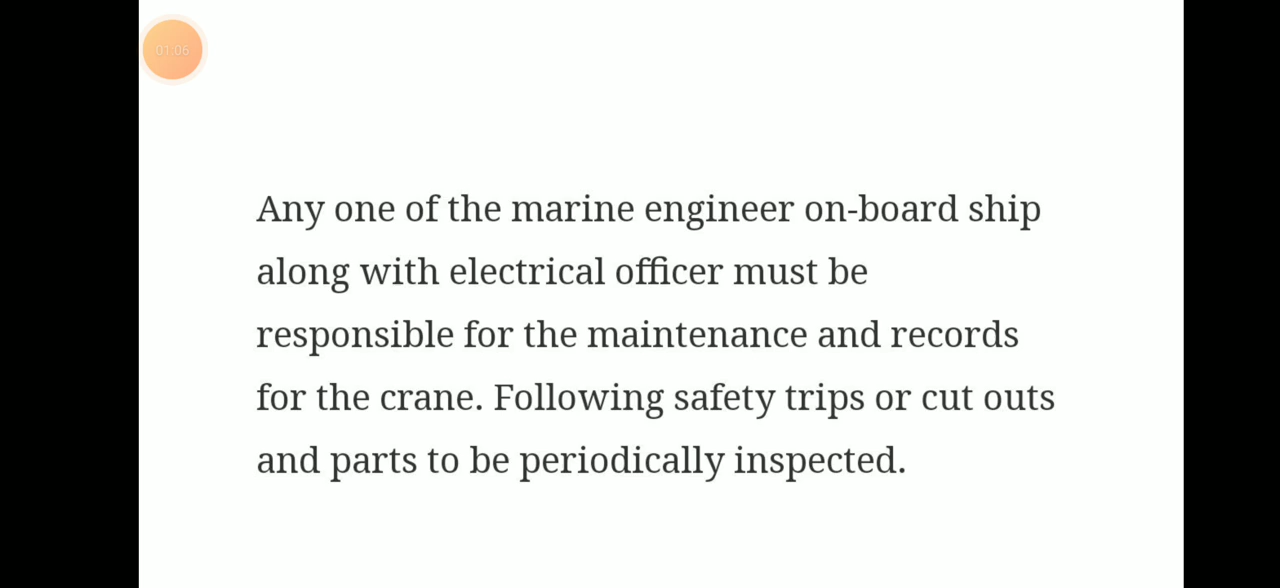 01:06
Any one of the marine engineer on-board ship
along with electrical officer must be
responsible for the maintenance and records
for the crane. Following safety trips or cut outs
and parts to be periodically inspected.